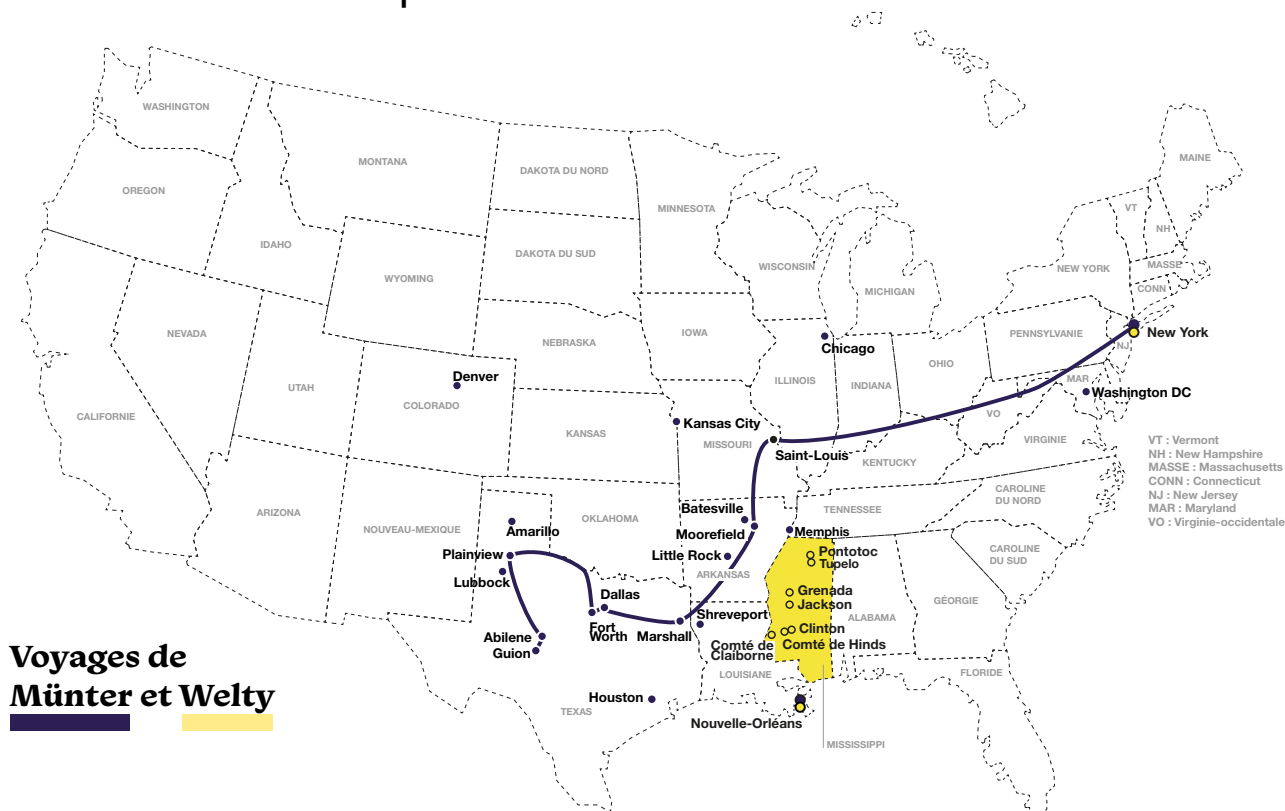 WASHINGTON
MONTANA
DAKOTA DU NORD
MINNESOTA
MAINE
OREGON
VT
NH
IDAHO
DAKOTA DU SUD
WISCONSIN
NEW YORK
MASSE
WYOMING
MICHIGAN
CONN
NEVADA
NEBRASKA
IOWA
Chicago
PENNSYLVANIE
New York
NJ
OHIO
UTAH
Denver
COLORADO
ILLINOIS
INDIANA
MAR
Washington DC
CALIFORNIE
KANSAS
Kansas City
MISSOURI
Saint-Louis
VO
VIRGINIE
KENTUCKY
VT : Vermont
NH : New Hampshire
MASSE : Massachusetts
CONN : Connecticut
NJ : New Jersey
MAR : Maryland
VO : Virginie-occidentale
ARIZONA
NOUVEAU-MEXIQUE
Amarillo
OKLAHOMA
Batesville
Moorefield
Memphis
TENNESSEE
CAROLINE
DU NORD
Plainview
Lubbock
Little Rock
ARKANSAS
Pontotoc
Tupelo
CAROLINE
DU SUD
Dallas
Fort
Worth
Marshall
Shreveport
Grenada
Jackson
ALABAMA
GÉORGIE
Abilene
Guion
Clinton
Comté de Hinds
Comté de
Claiborne
LOUISIANE
FLORIDE
Houston
TEXAS
Nouvelle-Orléans
MISSISSIPPI
Voyages de
Münter et Welty